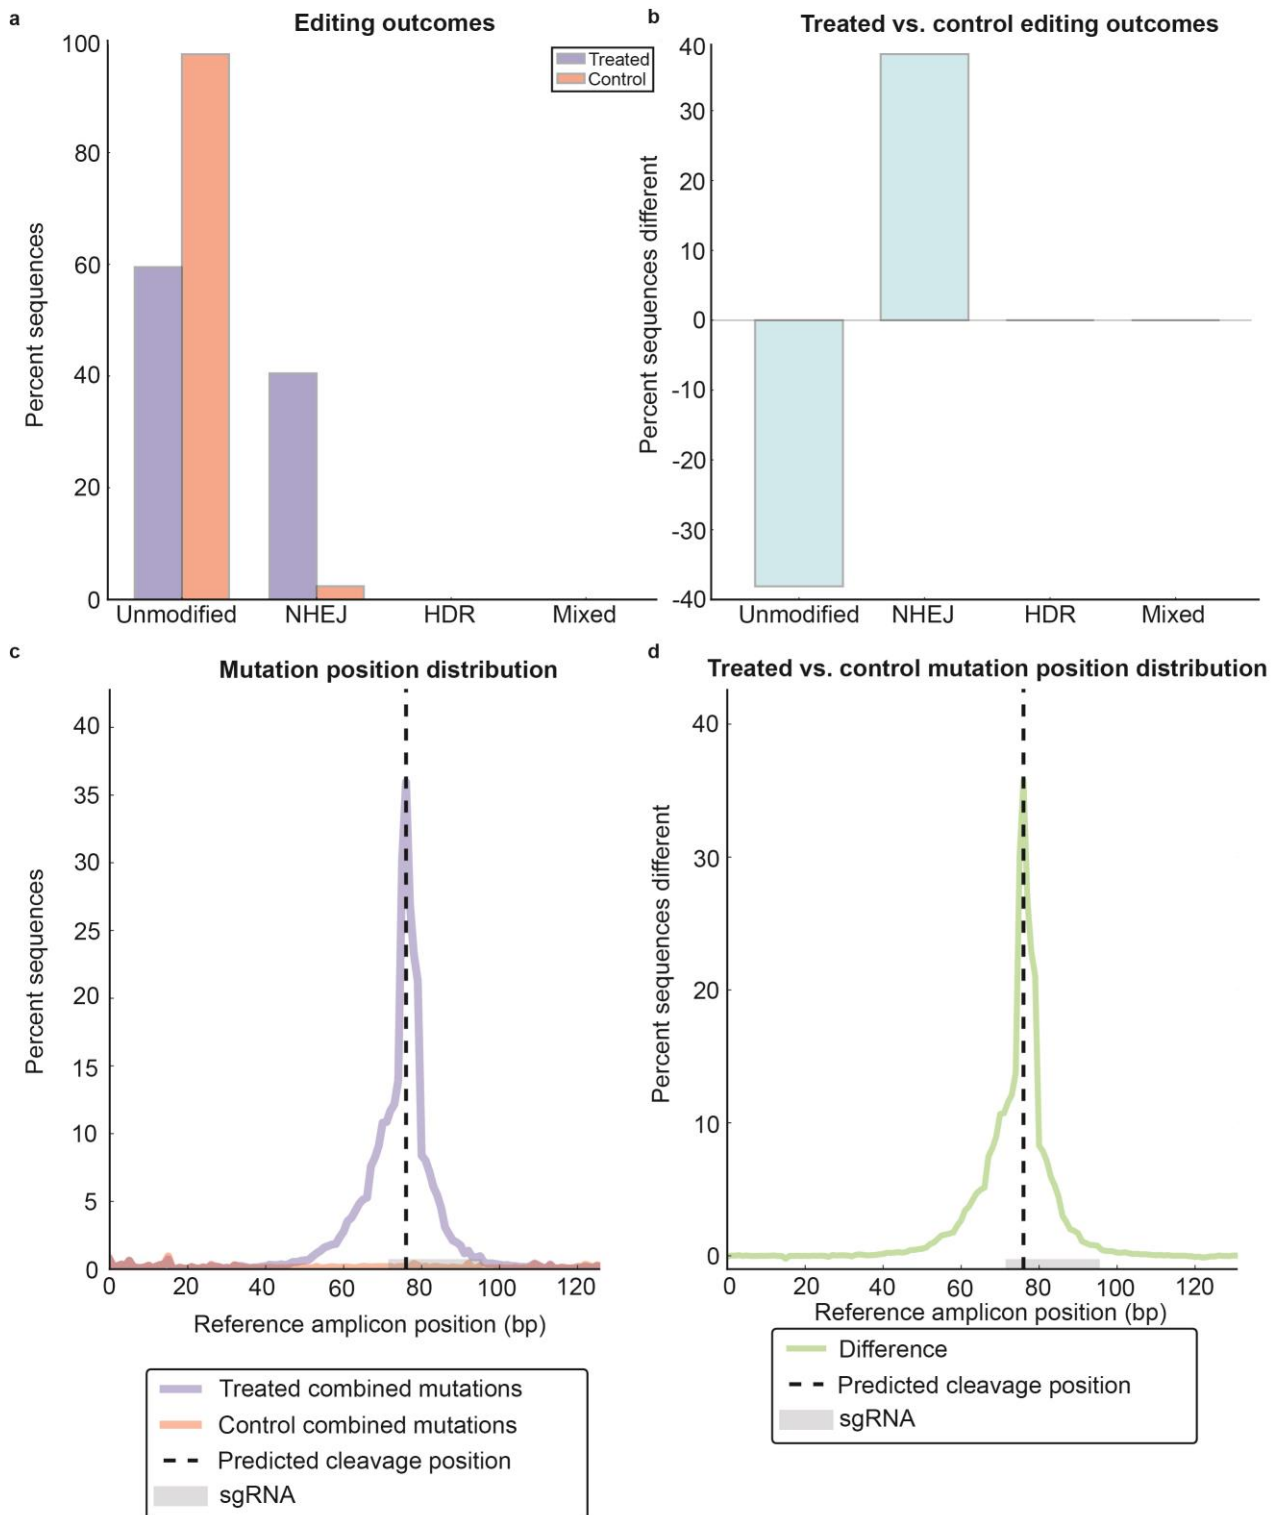 a
Editing outcomes
100
80
60
40
20
0
Percent sequences
Treated
Control
Unmodified NHEJ HDR Mixed
b
Treated vs. control editing outcomes
40
30
20
10
0
-10
-20
-30
-40
Percent sequences different
Unmodified NHEJ HDR Mixed
c
Mutation position distribution
40
35
30
25
20
15
10
5
0
Percent sequences
0 20 40 60 80 100 120
Reference amplicon position (bp)
Treated combined mutations
Control combined mutations
Predicted cleavage position
sgRNA
d
Treated vs. control mutation position distribution
40
30
20
10
0
Percent sequences different
0 20 40 60 80 100 120
Reference amplicon position (bp)
Difference
Predicted cleavage position
sgRNA